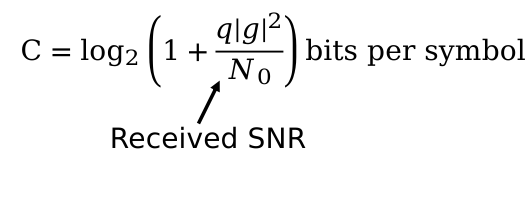 C = log₂ (1 + q|g|²/N₀) bits per symbol
Received SNR